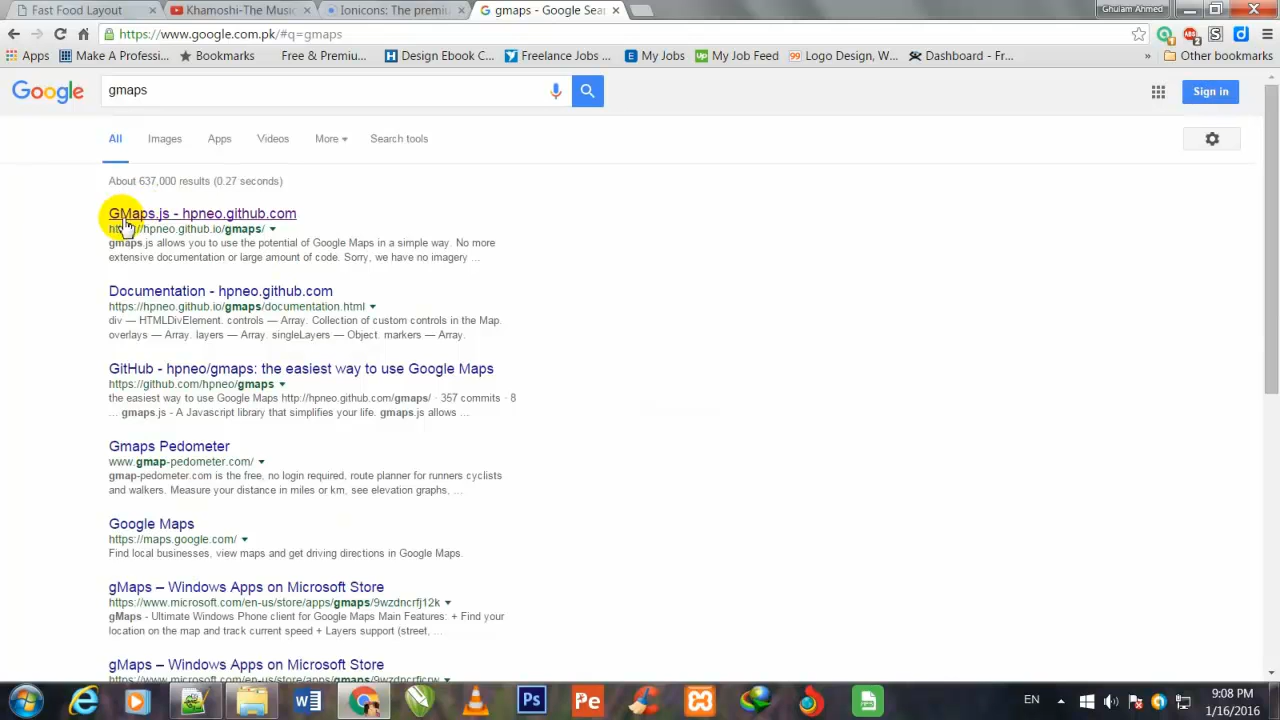 Fast Food Layout
Khamoshi-The Music
Ionicons: The premiu
gmaps - Google Sear
Ghulam Ahmed
https://www.google.com.pk/#q=gmaps
Apps
Make A Professi...
Bookmarks
Free & Premiu...
Design Ebook C...
Freelance Jobs ...
My Jobs
My Job Feed
Logo Design, W...
Dashboard - Fr...
Other bookmarks
Google
gmaps
Sign in
All
Images
Apps
Videos
More
Search tools
About 637,000 results (0.27 seconds)
GMaps.js - hpneo.github.com
hpneo.github.io/gmaps/
gmaps.js allows you to use the potential of Google Maps in a simple way. No more
extensive documentation or large amount of code. Sorry, we have no imagery ...
Documentation - hpneo.github.com
https://hpneo.github.io/gmaps/documentation.html
div — HTMLDivElement. controls — Array. Collection of custom controls in the Map.
overlays — Array. layers — Array. singleLayers — Object. markers — Array.
GitHub - hpneo/gmaps: the easiest way to use Google Maps
https://github.com/hpneo/gmaps
the easiest way to use Google Maps http://hpneo.github.com/gmaps/ · 357 commits · 8
... gmaps.js - A Javascript library that simplifies your life. gmaps.js allows ...
Gmaps Pedometer
www.gmap-pedometer.com/
gmap-pedometer.com is the free, no login required, route planner for runners cyclists
and walkers. Measure your distance in miles or km, see elevation graphs, ...
Google Maps
https://maps.google.com/
Find local businesses, view maps and get driving directions in Google Maps.
gMaps – Windows Apps on Microsoft Store
https://www.microsoft.com/en-us/store/apps/gmaps/9wzdncrfj12k
gMaps - Ultimate Windows Phone client for Google Maps Main Features: + Find your
location on the map and track current speed + Layers support (street, ...
gMaps – Windows Apps on Microsoft Store
EN
9:08 PM
1/16/2016